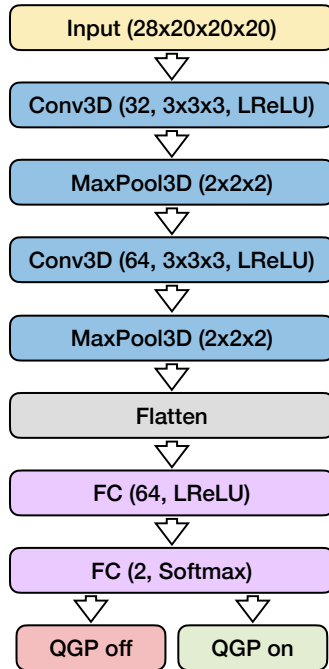 Input (28x20x20x20)
Conv3D (32, 3x3x3, LReLU)
MaxPool3D (2x2x2)
Conv3D (64, 3x3x3, LReLU)
MaxPool3D (2x2x2)
Flatten
FC (64, LReLU)
FC (2, Softmax)
QGP off
QGP on